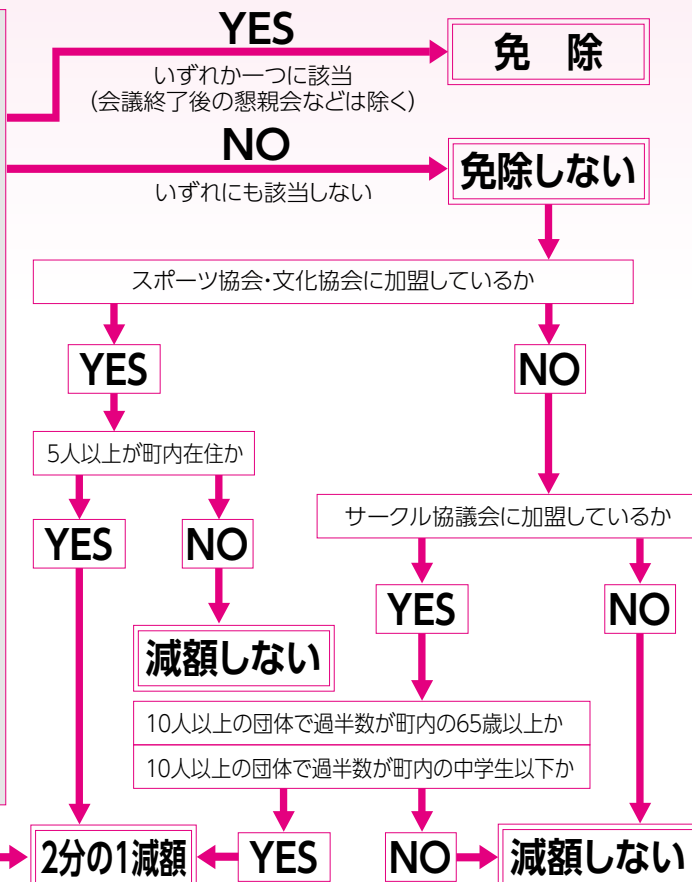 YES
免 除
いずれか一つに該当
(会議終了後の懇親会などは除く)
NO
免除しない
いずれにも該当しない
スポーツ協会・文化協会に加盟しているか
YES
NO
5人以上が町内在住か
サークル協議会に加盟しているか
YES
NO
YES
NO
減額しない
10人以上の団体で過半数が町内の65歳以上か
10人以上の団体で過半数が町内の中学生以下か
2分の1減額
YES
NO
減額しない